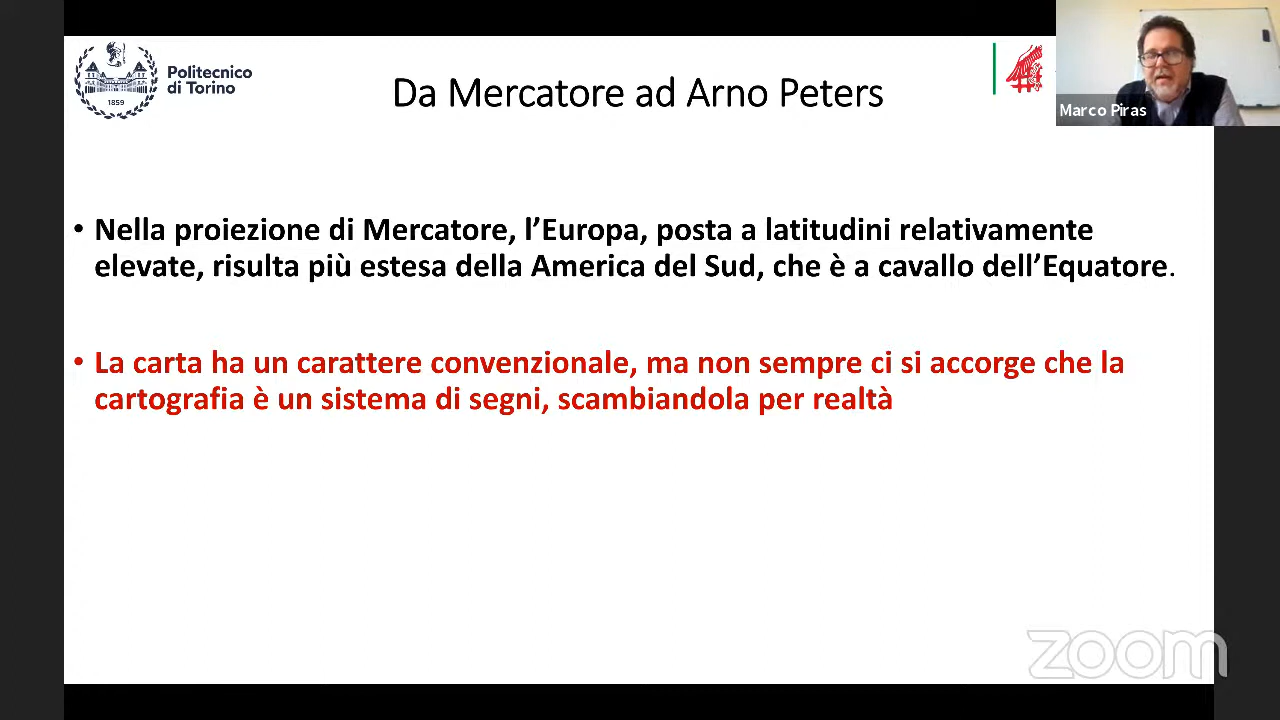 Politecnico
di Torino
1859
Da Mercatore ad Arno Peters
Marco Piras
• Nella proiezione di Mercatore, l’Europa, posta a latitudini relativamente
elevate, risulta più estesa della America del Sud, che è a cavallo dell’Equatore.
• La carta ha un carattere convenzionale, ma non sempre ci si accorge che la
cartografia è un sistema di segni, scambiandola per realtà
zoom